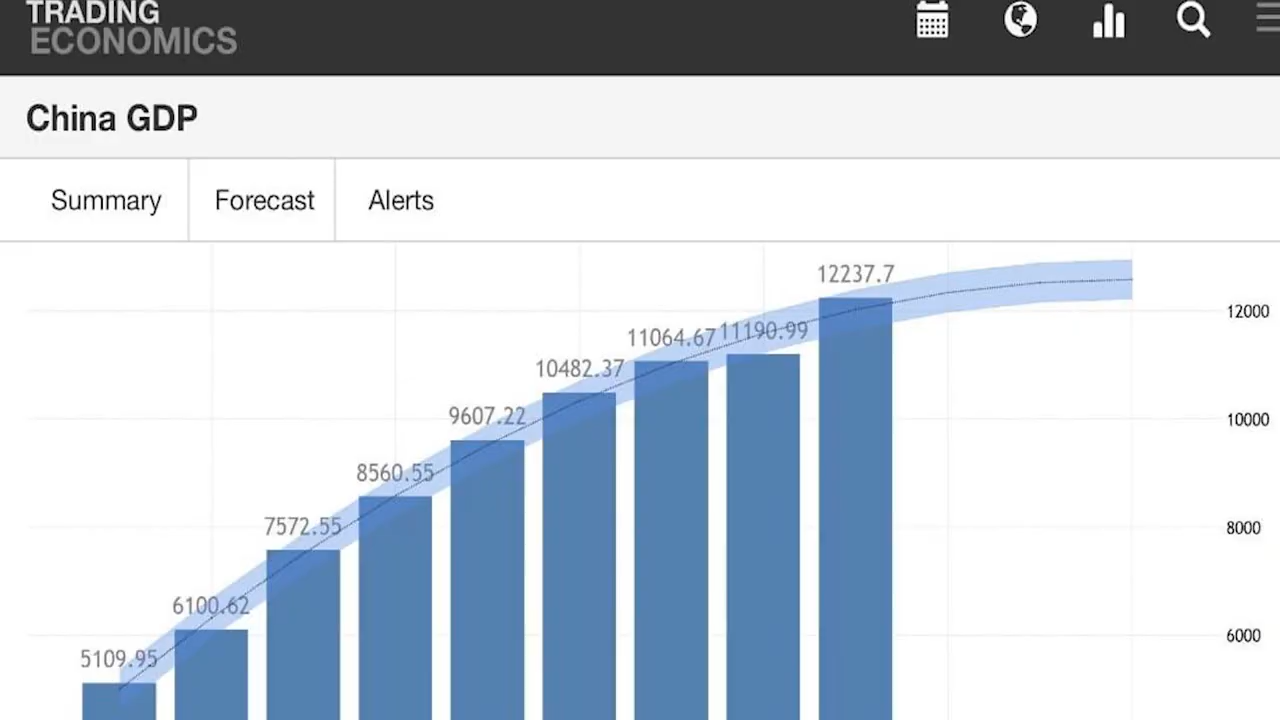 TRADING
ECONOMICS
China GDP
Summary
Forecast
Alerts
12237.7
12000
11064.67
11190.99
10482.37
10000
9607.22
8560.55
8000
7572.55
6100.62
6000
5109.95